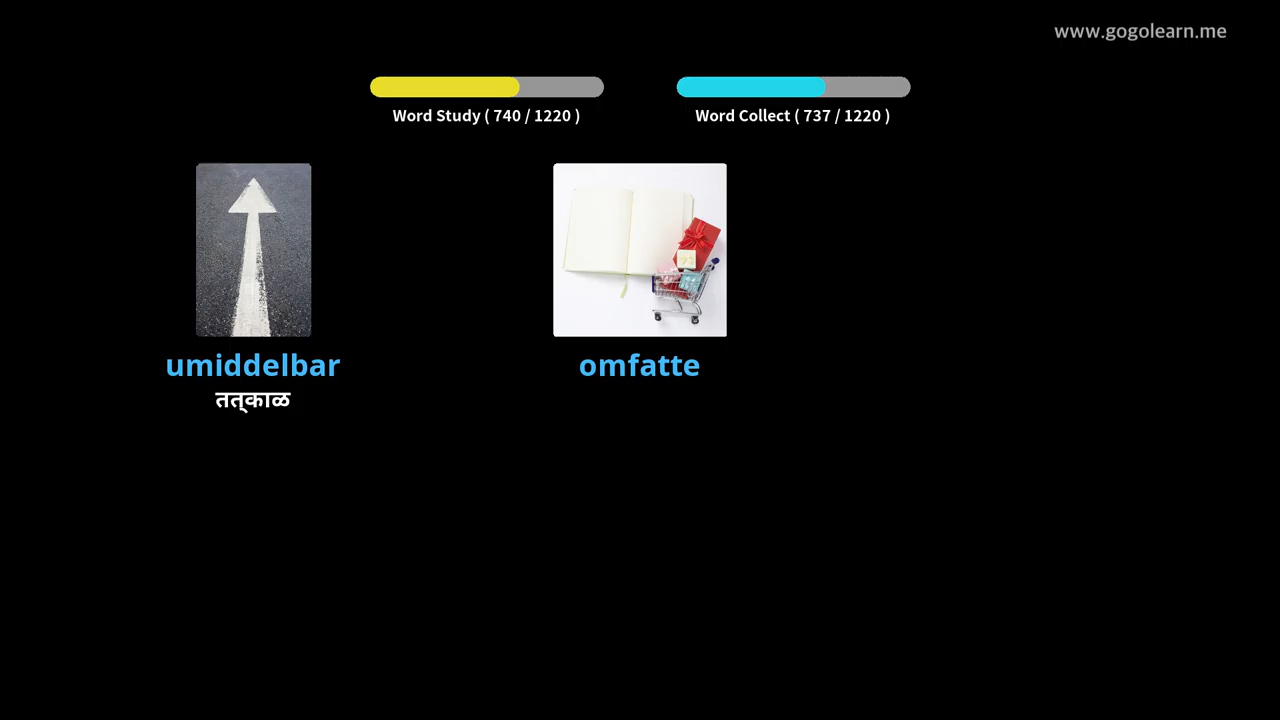 www.gogolearn.me
Word Study ( 740 / 1220 )
Word Collect ( 737 / 1220 )
umiddelbar
तत्काळ
omfatte